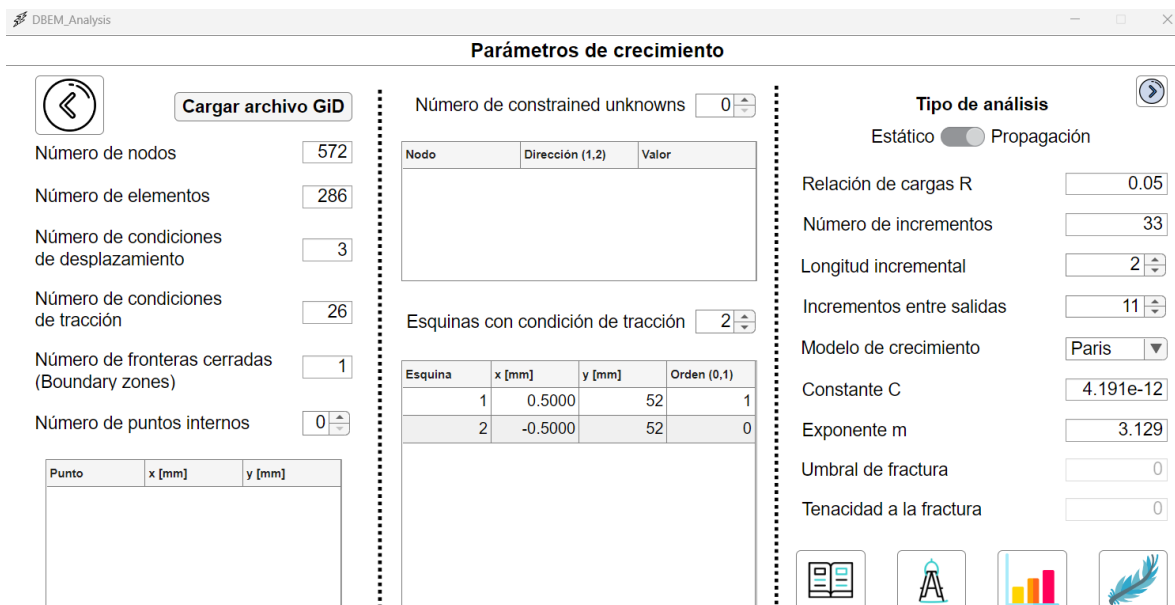 DBEM_Analysis
Parámetros de crecimiento
Cargar archivo GiD
Número de nodos 572
Número de elementos 286
Número de condiciones
de desplazamiento 3
Número de condiciones
de tracción 26
Número de fronteras cerradas
(Boundary zones) 1
Número de puntos internos 0
Punto x [mm] y [mm]
Número de constrained unknowns 0
Nodo Dirección (1,2) Valor
Esquinas con condición de tracción 2
Esquina x [mm] y [mm] Orden (0,1)
1 0.5000 52 1
2 -0.5000 52 0
Tipo de análisis
Estático Propagación
Relación de cargas R 0.05
Número de incrementos 33
Longitud incremental 2
Incrementos entre salidas 11
Modelo de crecimiento Paris
Constante C 4.191e-12
Exponente m 3.129
Umbral de fractura 0
Tenacidad a la fractura 0